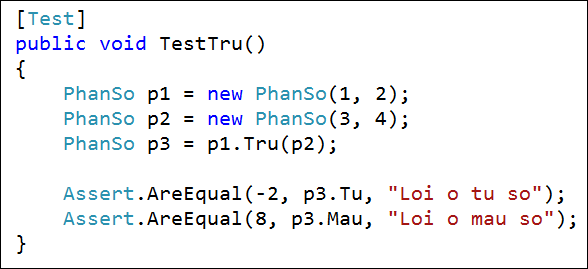 [Test]
public void TestTru()
{
    PhanSo p1 = new PhanSo(1, 2);
    PhanSo p2 = new PhanSo(3, 4);
    PhanSo p3 = p1.Tru(p2);

    Assert.AreEqual(-2, p3.Tu, "Loi o tu so");
    Assert.AreEqual(8, p3.Mau, "Loi o mau so");
}